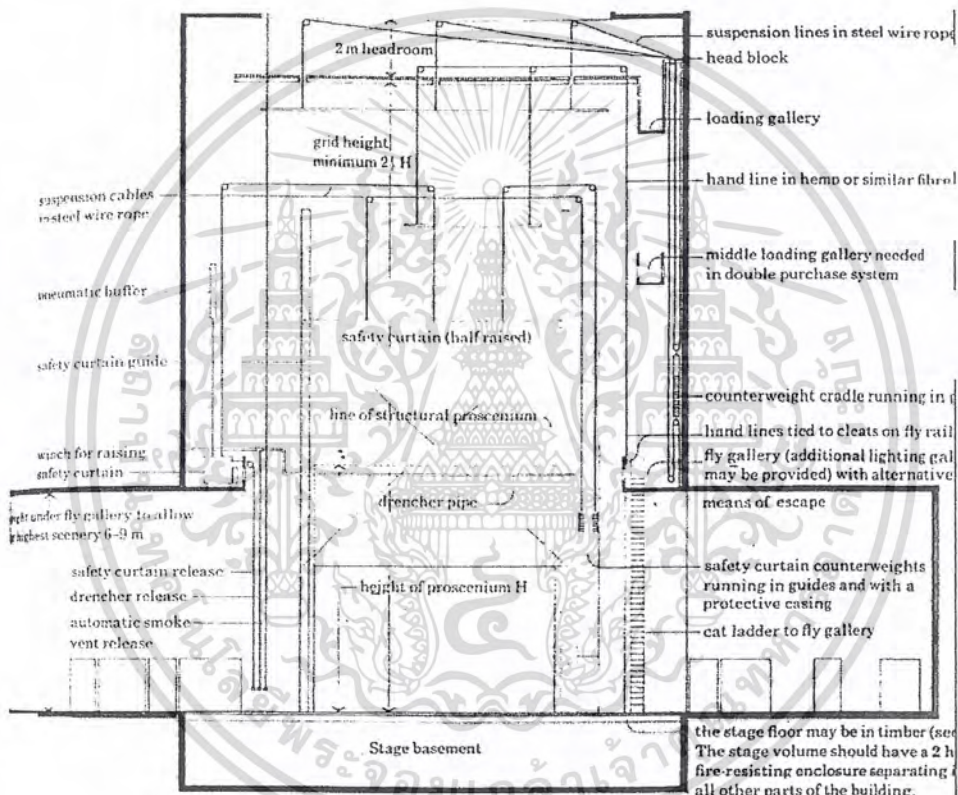 suspension lines in steel wire rope
head block
2 m headroom
loading gallery
grid height
minimum 2½ H
hand line in hemp or similar
suspension cables
in steel wire rope
middle loading gallery needed
in double purchase system
pneumatic buffer
safety curtain (half raised)
safety curtain guide
counterweight cradle running in
line of structural proscenium
hand lines tied to cleats on fly rail
winch for raising
safety curtain
fly gallery (additional lighting
may be provided) with alternative
means of escape
drencher pipe
under fly gallery to allow
highest scenery 6-9 m
safety curtain release
drencher release
automatic smoke
vent release
height of proscenium H
safety curtain counterweights
running in guides and with a
protective casing
cat ladder to fly gallery
Stage basement
the stage floor may be in timber
The stage volume should have a 2
fire-resisting enclosure separating
all other parts of the building.